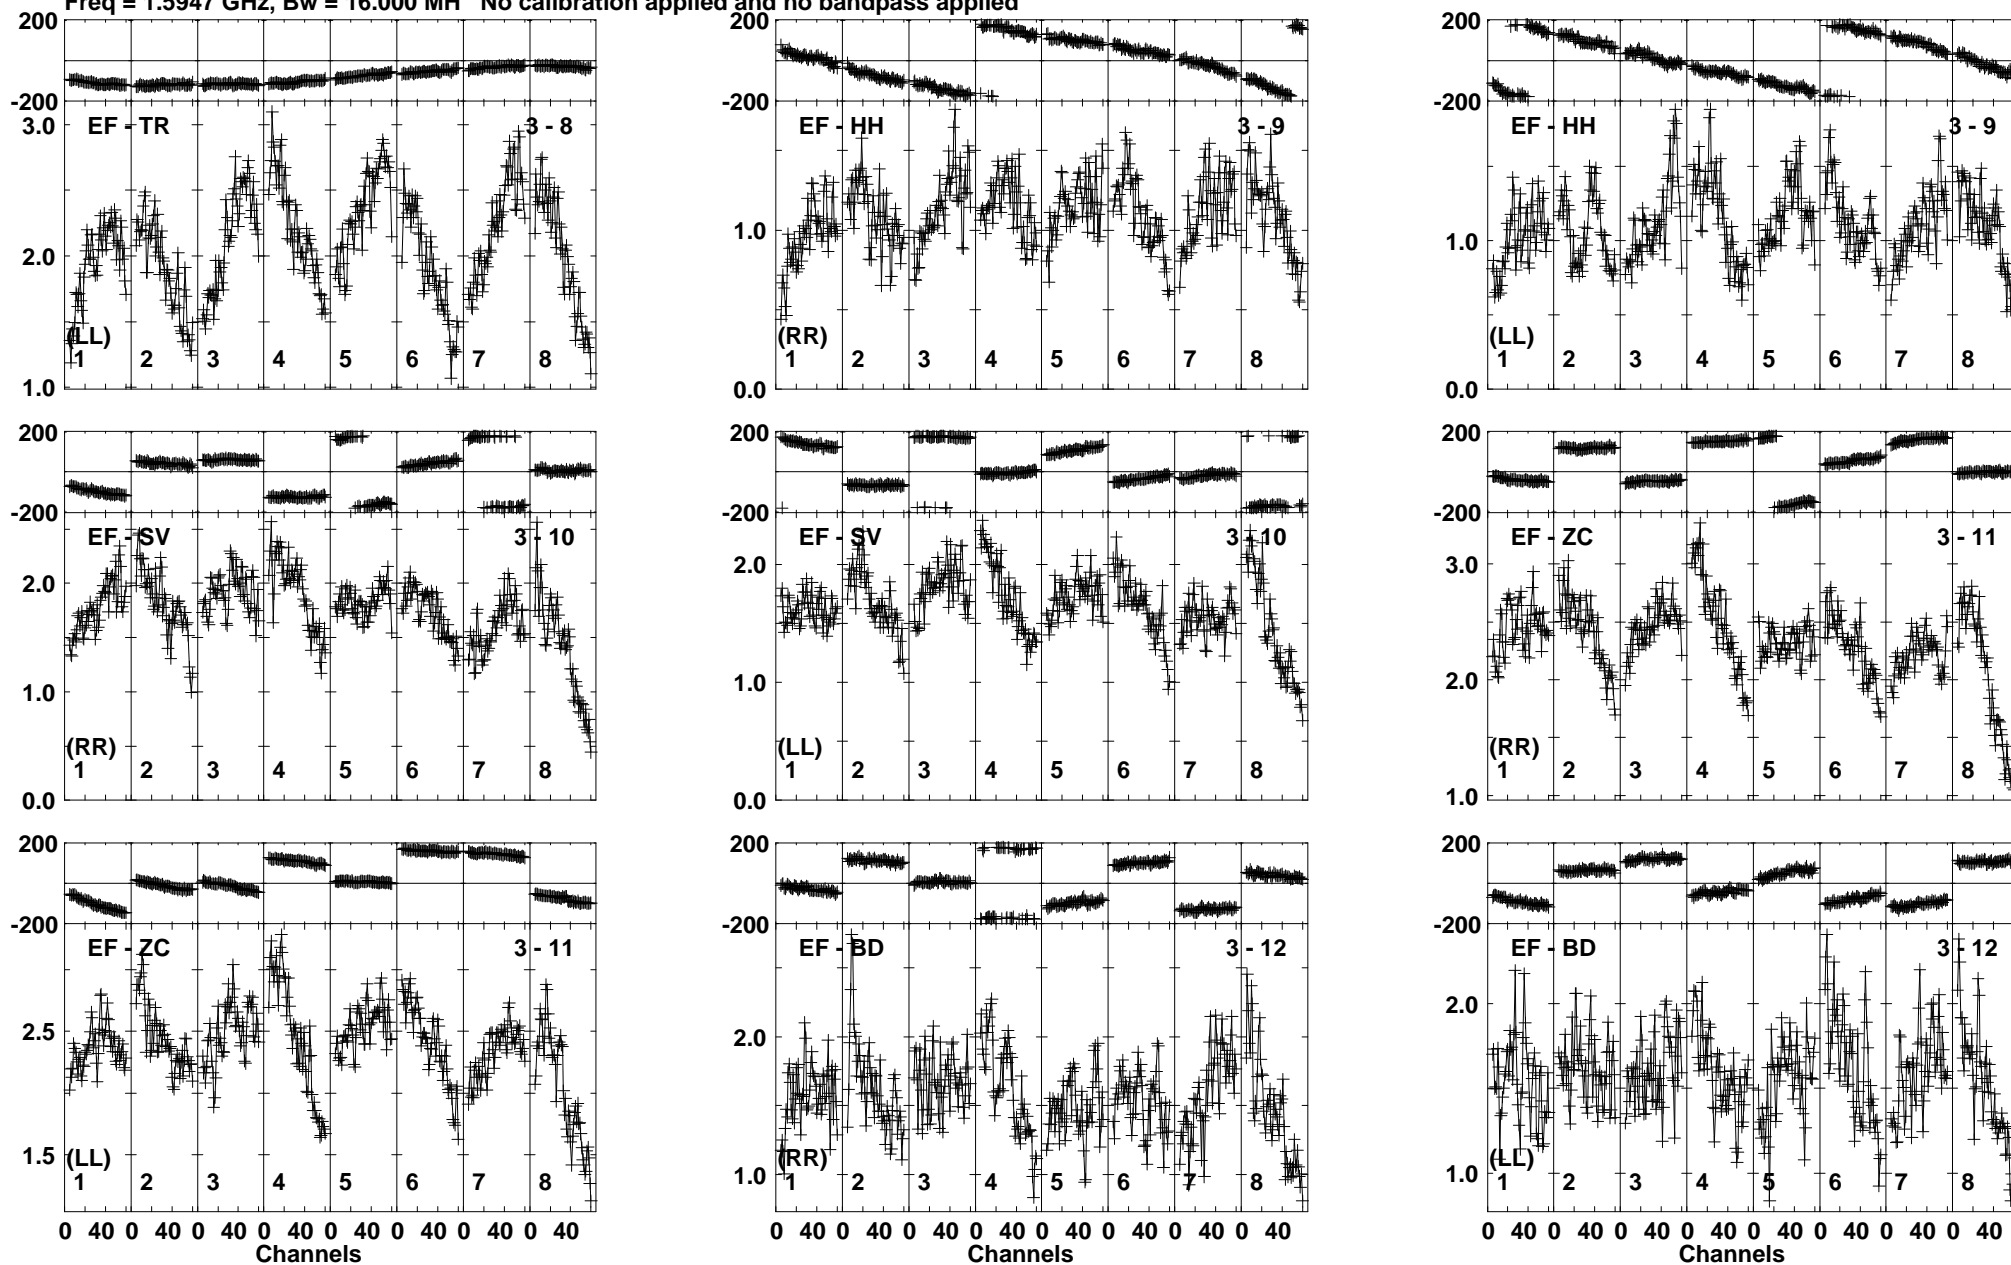 Freq = 1.5947 GHz, Bw = 16.000 MH No calibration applied and no bandpass applied
200 200 200
-200 -200 -200
3.0 EF - TR 3 - 8 EF - HH 3 - 9 EF - HH 3 - 9
2.0 1.0 1.0
(LL) (RR) (LL)
1 2 3 4 5 6 7 8 1 2 3 4 5 6 7 8 1 2 3 4 5 6 7 8
1.0 0.0 0.0
200 200 200
-200 -200 -200
EF - SV 3 - 10 EF - SV 3 - 10 EF - ZC 3 - 11
2.0 2.0 3.0
1.0 1.0 2.0
(RR) (LL) (RR)
1 2 3 4 5 6 7 8 1 2 3 4 5 6 7 8 1 2 3 4 5 6 7 8
0.0 0.0 1.0
200 200 200
-200 -200 -200
EF - ZC 3 - 11 EF - BD 3 - 12 EF - BD 3 - 12
2.5 2.0 2.0
1.5 (LL) 1.0 (RR) 1.0 (LL)
1 2 3 4 5 6 7 8 1 2 3 4 5 6 7 8 1 2 3 4 5 6 7 8
0 40 0 40 0 40 0 40 0 40 0 40 0 40 0 40 0 40 0 40 0 40 0 40 0 40 0 40 0 40 0 40 0 40 0 40 0 40 0 40 0 40 0 40 0 40 0 40
Channels Channels Channels